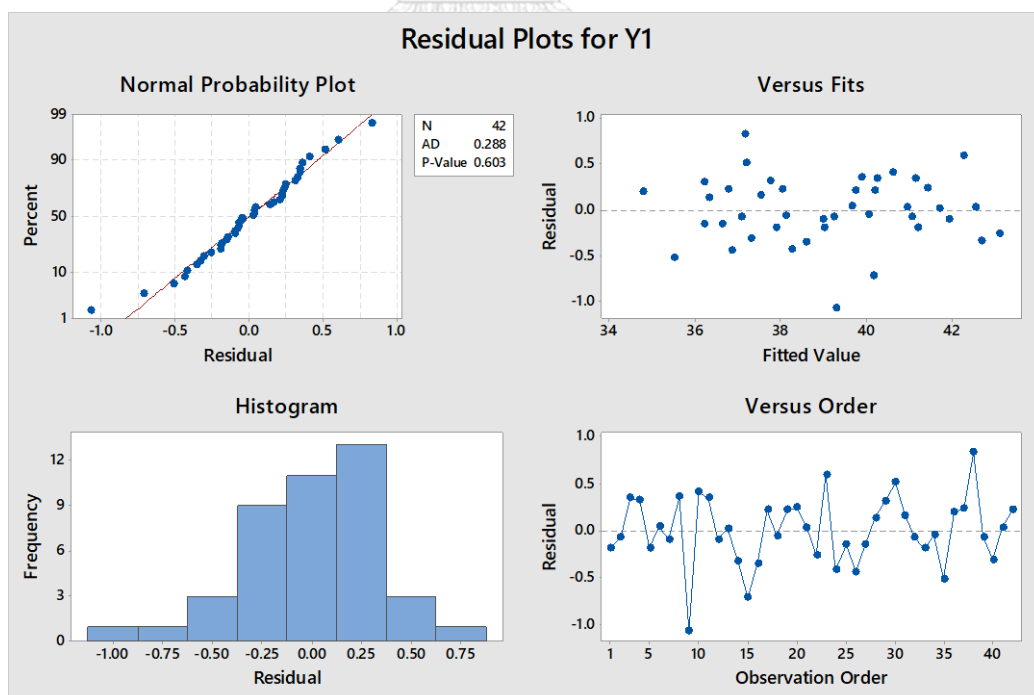 Residual Plots for Y1
Normal Probability Plot
99
90
50
10
1
Percent
-1.0 -0.5 0.0 0.5 1.0
Residual
N 42
AD 0.288
P-Value 0.603
Versus Fits
1.0
0.5
0.0
-0.5
-1.0
Residual
34 36 38 40 42
Fitted Value
Histogram
12
9
6
3
0
Frequency
-1.00 -0.75 -0.50 -0.25 0.00 0.25 0.50 0.75
Residual
Versus Order
1.0
0.5
0.0
-0.5
-1.0
Residual
1 5 10 15 20 25 30 35 40
Observation Order